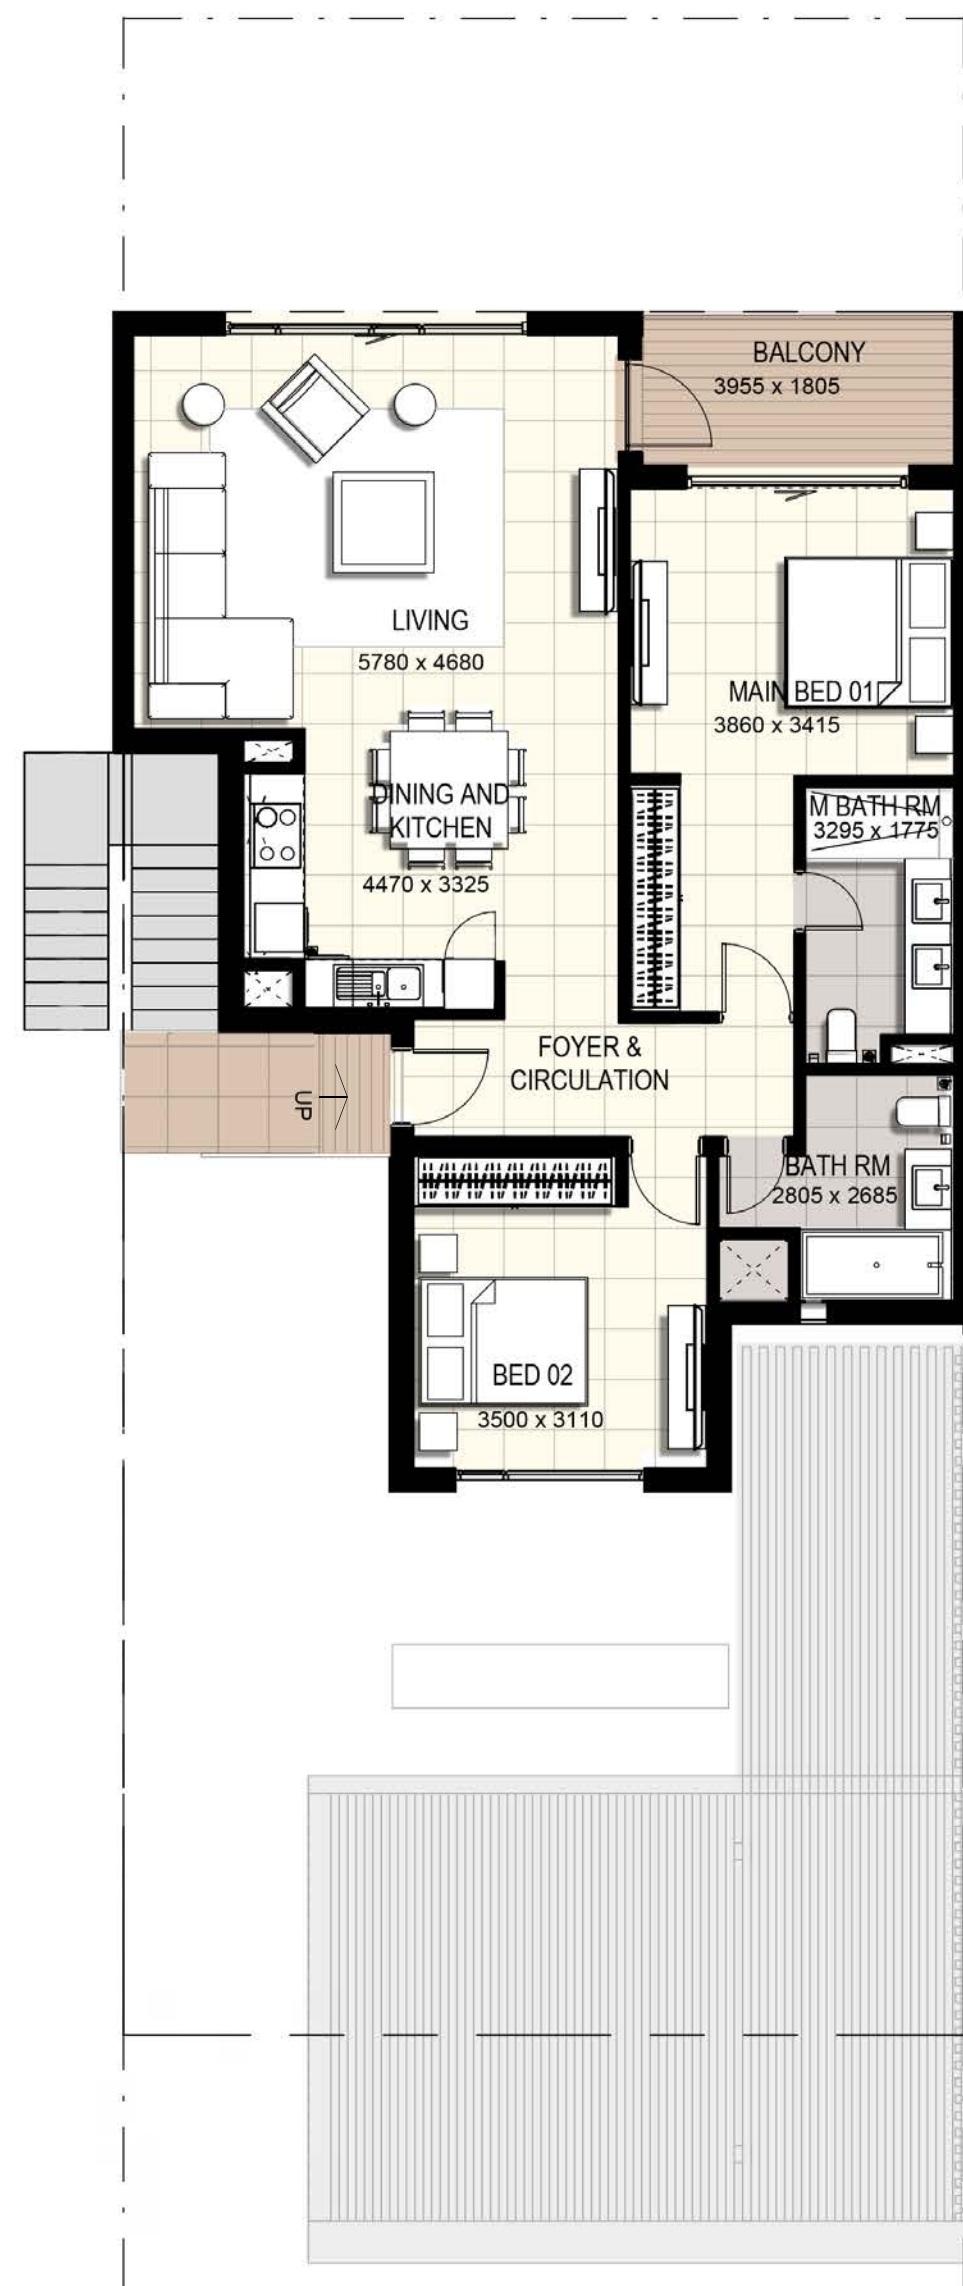 BALCONY
3955 x 1805
LIVING
5780 x 4680
MAIN BED 01
3860 x 3415
DINING AND
KITCHEN
4470 x 3325
M BATH RM
3295 x 1775
FOYER &
CIRCULATION
UP
BATH RM
2805 x 2685
BED 02
3500 x 3110